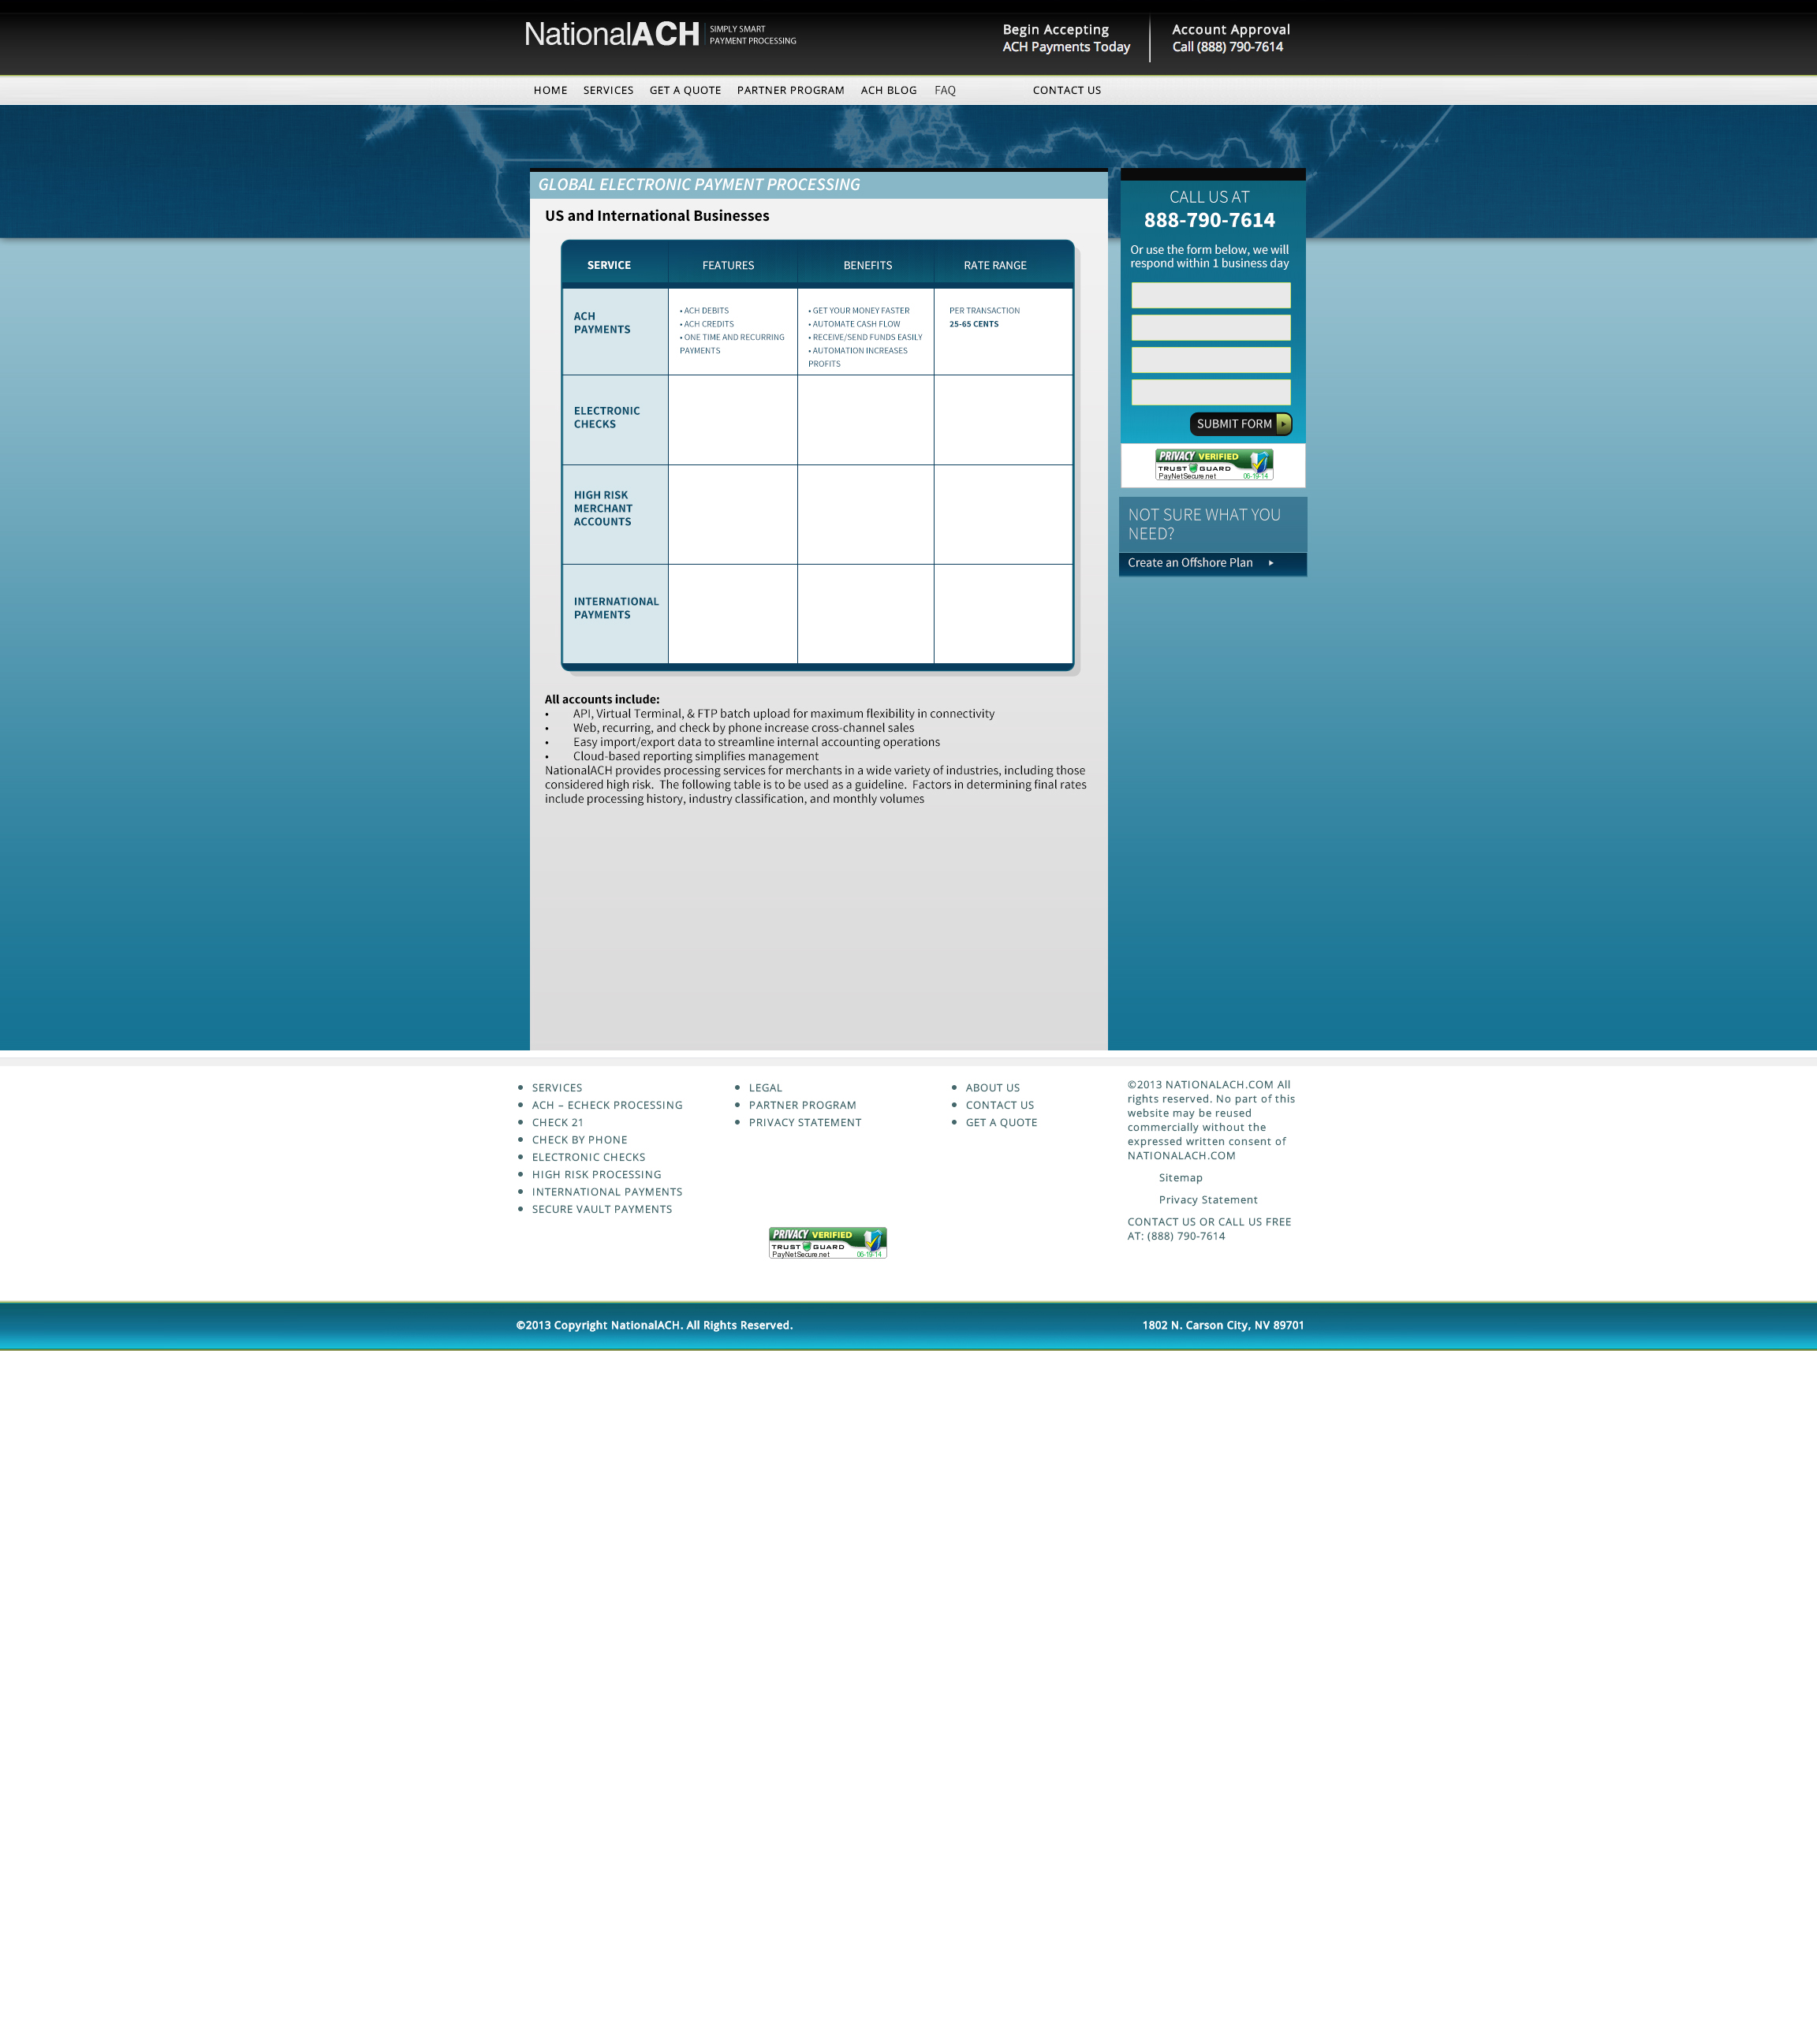 NationalACH
SIMPLY SMART
PAYMENT PROCESSING
Begin Accepting
ACH Payments Today
Account Approval
Call (888) 790-7614
HOME SERVICES GET A QUOTE PARTNER PROGRAM ACH BLOG FAQ CONTACT US
GLOBAL ELECTRONIC PAYMENT PROCESSING
US and International Businesses
SERVICE FEATURES BENEFITS RATE RANGE
ACH
PAYMENTS
• ACH DEBITS
• ACH CREDITS
• ONE TIME AND RECURRING
PAYMENTS
• GET YOUR MONEY FASTER
• AUTOMATE CASH FLOW
• RECEIVE/SEND FUNDS EASILY
• AUTOMATION INCREASES
PROFITS
PER TRANSACTION
25-65 CENTS
ELECTRONIC
CHECKS
HIGH RISK
MERCHANT
ACCOUNTS
INTERNATIONAL
PAYMENTS
All accounts include:
• API, Virtual Terminal, & FTP batch upload for maximum flexibility in connectivity
• Web, recurring, and check by phone increase cross-channel sales
• Easy import/export data to streamline internal accounting operations
• Cloud-based reporting simplifies management
NationalACH provides processing services for merchants in a wide variety of industries, including those
considered high risk. The following table is to be used as a guideline. Factors in determining final rates
include processing history, industry classification, and monthly volumes
CALL US AT
888-790-7614
Or use the form below, we will
respond within 1 business day
SUBMIT FORM
PRIVACY VERIFIED
TRUST GUARD
PayNetSecure.net 06-19-14
NOT SURE WHAT YOU
NEED?
Create an Offshore Plan
• SERVICES
• ACH – ECHECK PROCESSING
• CHECK 21
• CHECK BY PHONE
• ELECTRONIC CHECKS
• HIGH RISK PROCESSING
• INTERNATIONAL PAYMENTS
• SECURE VAULT PAYMENTS
• LEGAL
• PARTNER PROGRAM
• PRIVACY STATEMENT
PRIVACY VERIFIED
TRUST GUARD
PayNetSecure.net 06-19-14
• ABOUT US
• CONTACT US
• GET A QUOTE
©2013 NATIONALACH.COM All
rights reserved. No part of this
website may be reused
commercially without the
expressed written consent of
NATIONALACH.COM
Sitemap
Privacy Statement
CONTACT US OR CALL US FREE
AT: (888) 790-7614
©2013 Copyright NationalACH. All Rights Reserved.
1802 N. Carson City, NV 89701